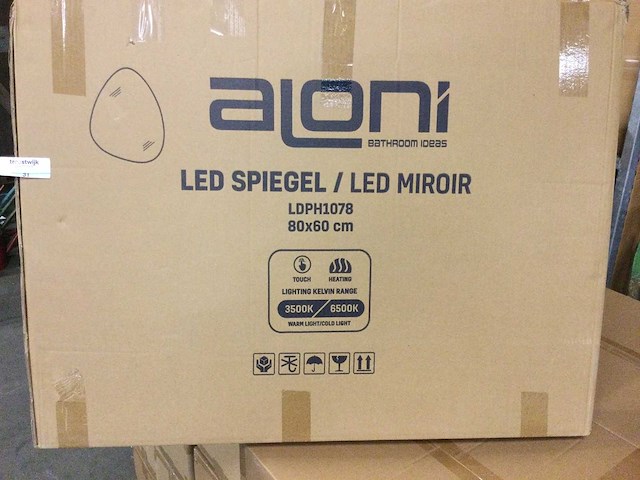 aloni
BATHROOM IDEAS
LED SPIEGEL / LED MIROIR
LDPH1078
80x60 cm
TOUCH HEATING
LIGHTING KELVIN RANGE
3500K / 6500K
WARM LIGHT/COLD LIGHT